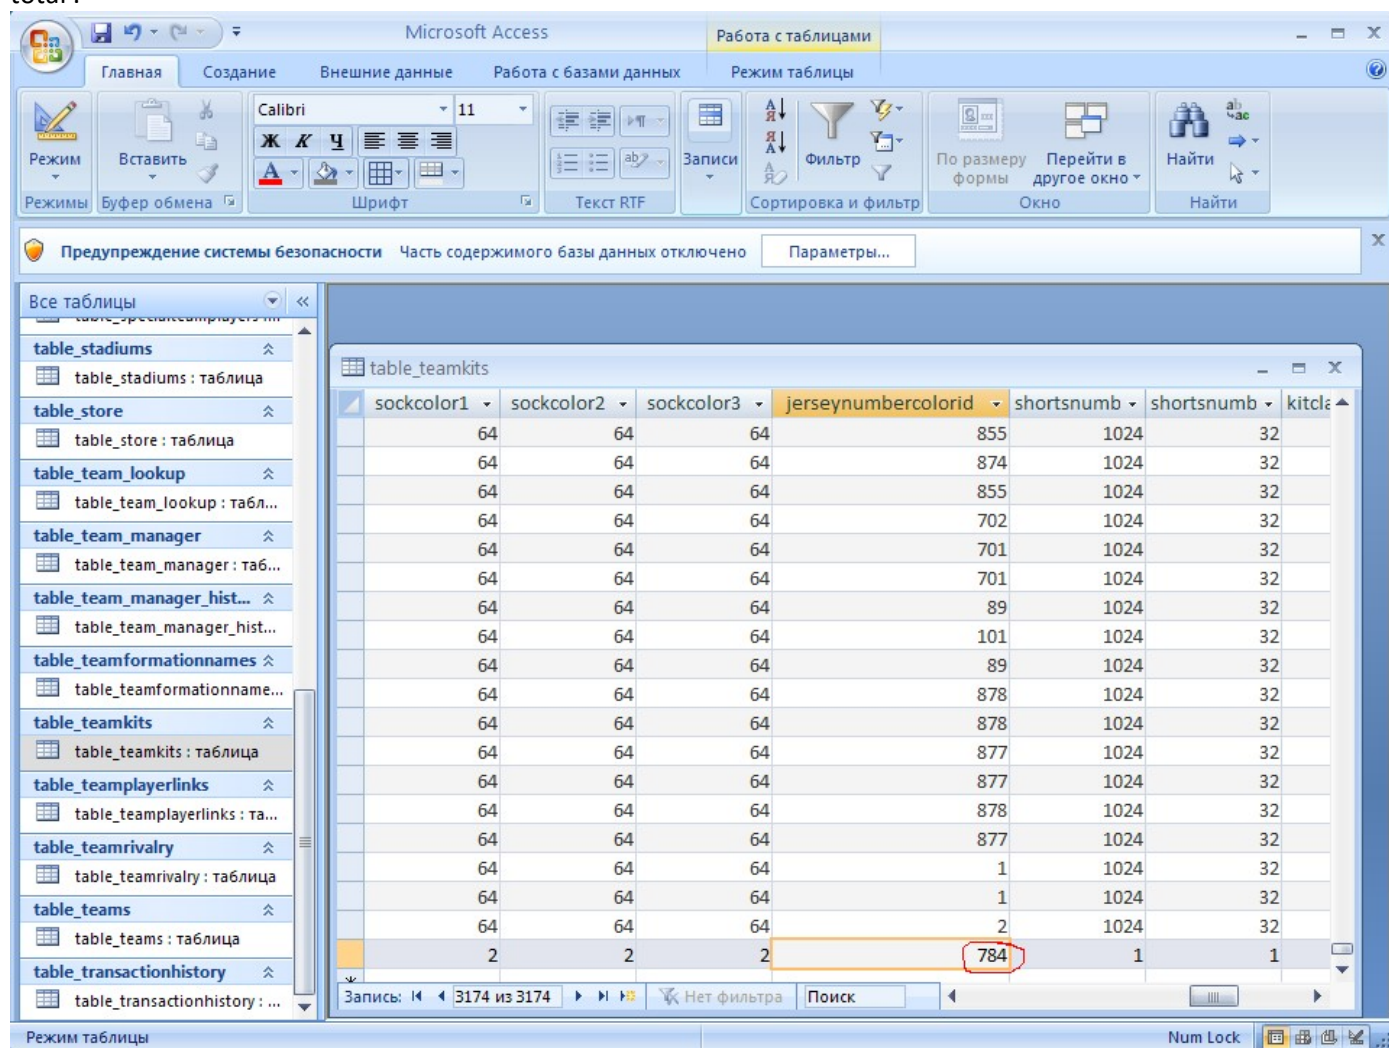 Microsoft Access
Работа с таблицами
Главная Создание Внешние данные Работа с базами данных Режим таблицы
Calibri 11
Ж К Ч
Режим Вставить Записи Фильтр По размеру формы Перейти в другое окно Найти
Режимы Буфер обмена Шрифт Текст RTF Сортировка и фильтр Окно Найти
Предупреждение системы безопасности Часть содержимого базы данных отключено Параметры...
Все таблицы
table_stadiums
table_stadiums : таблица
table_store
table_store : таблица
table_team_lookup
table_team_lookup : табл...
table_team_manager
table_team_manager : таб...
table_team_manager_hist...
table_team_manager_hist...
table_teamformationnames
table_teamformationname...
table_teamkits
table_teamkits : таблица
table_teamplayerlinks
table_teamplayerlinks : та...
table_teamrivalry
table_teamrivalry : таблица
table_teams
table_teams : таблица
table_transactionhistory
table_transactionhistory : ...
table_teamkits
sockcolor1 sockcolor2 sockcolor3 jerseynumbercolorid shortsnumb shortsnumb kitcla
64 64 64 855 1024 32
64 64 64 874 1024 32
64 64 64 855 1024 32
64 64 64 702 1024 32
64 64 64 701 1024 32
64 64 64 701 1024 32
64 64 64 89 1024 32
64 64 64 101 1024 32
64 64 64 89 1024 32
64 64 64 878 1024 32
64 64 64 878 1024 32
64 64 64 877 1024 32
64 64 64 877 1024 32
64 64 64 878 1024 32
64 64 64 877 1024 32
64 64 64 1 1024 32
64 64 64 1 1024 32
64 64 64 2 1024 32
2 2 2 784 1 1
Запись: 3174 из 3174 Нет фильтра Поиск
Режим таблицы Num Lock